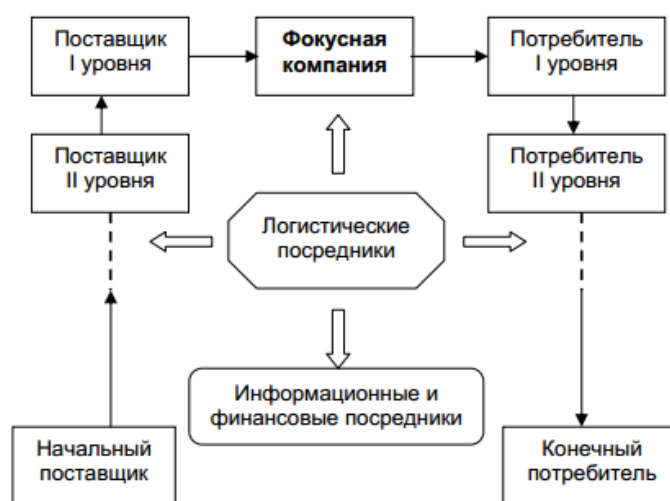 Поставщик
I уровня
Фокусная
компания
Потребитель
I уровня
Поставщик
II уровня
Потребитель
II уровня
Логистические
посредники
Информационные и
финансовые посредники
Начальный
поставщик
Конечный
потребитель